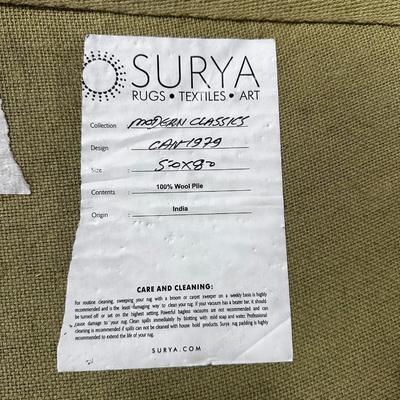 SURYA
RUGS • TEXTILES • ART
Collection : MODERN CLASSICS
Design : CAN-1979
Size : 50x80
Contents : 100% Wool Pile
Origin : India
CARE AND CLEANING:
For routine cleaning, sweeping your rug with a broom or carpet sweeper on a weekly basis is highly
recommended and is the least damaging way to clean your rug. If your vacuum has a beater bar, it should
be turned off or set on the highest setting. Powerful bagless vacuums are not recommended and can
cause damage to your rug. Clean spills immediately by blotting with mild soap and water. Professional
cleaning is recommended if spills can not be cleaned with house hold products. Surya rug padding is highly
recommended to extend the life of your rug.
SURYA.COM